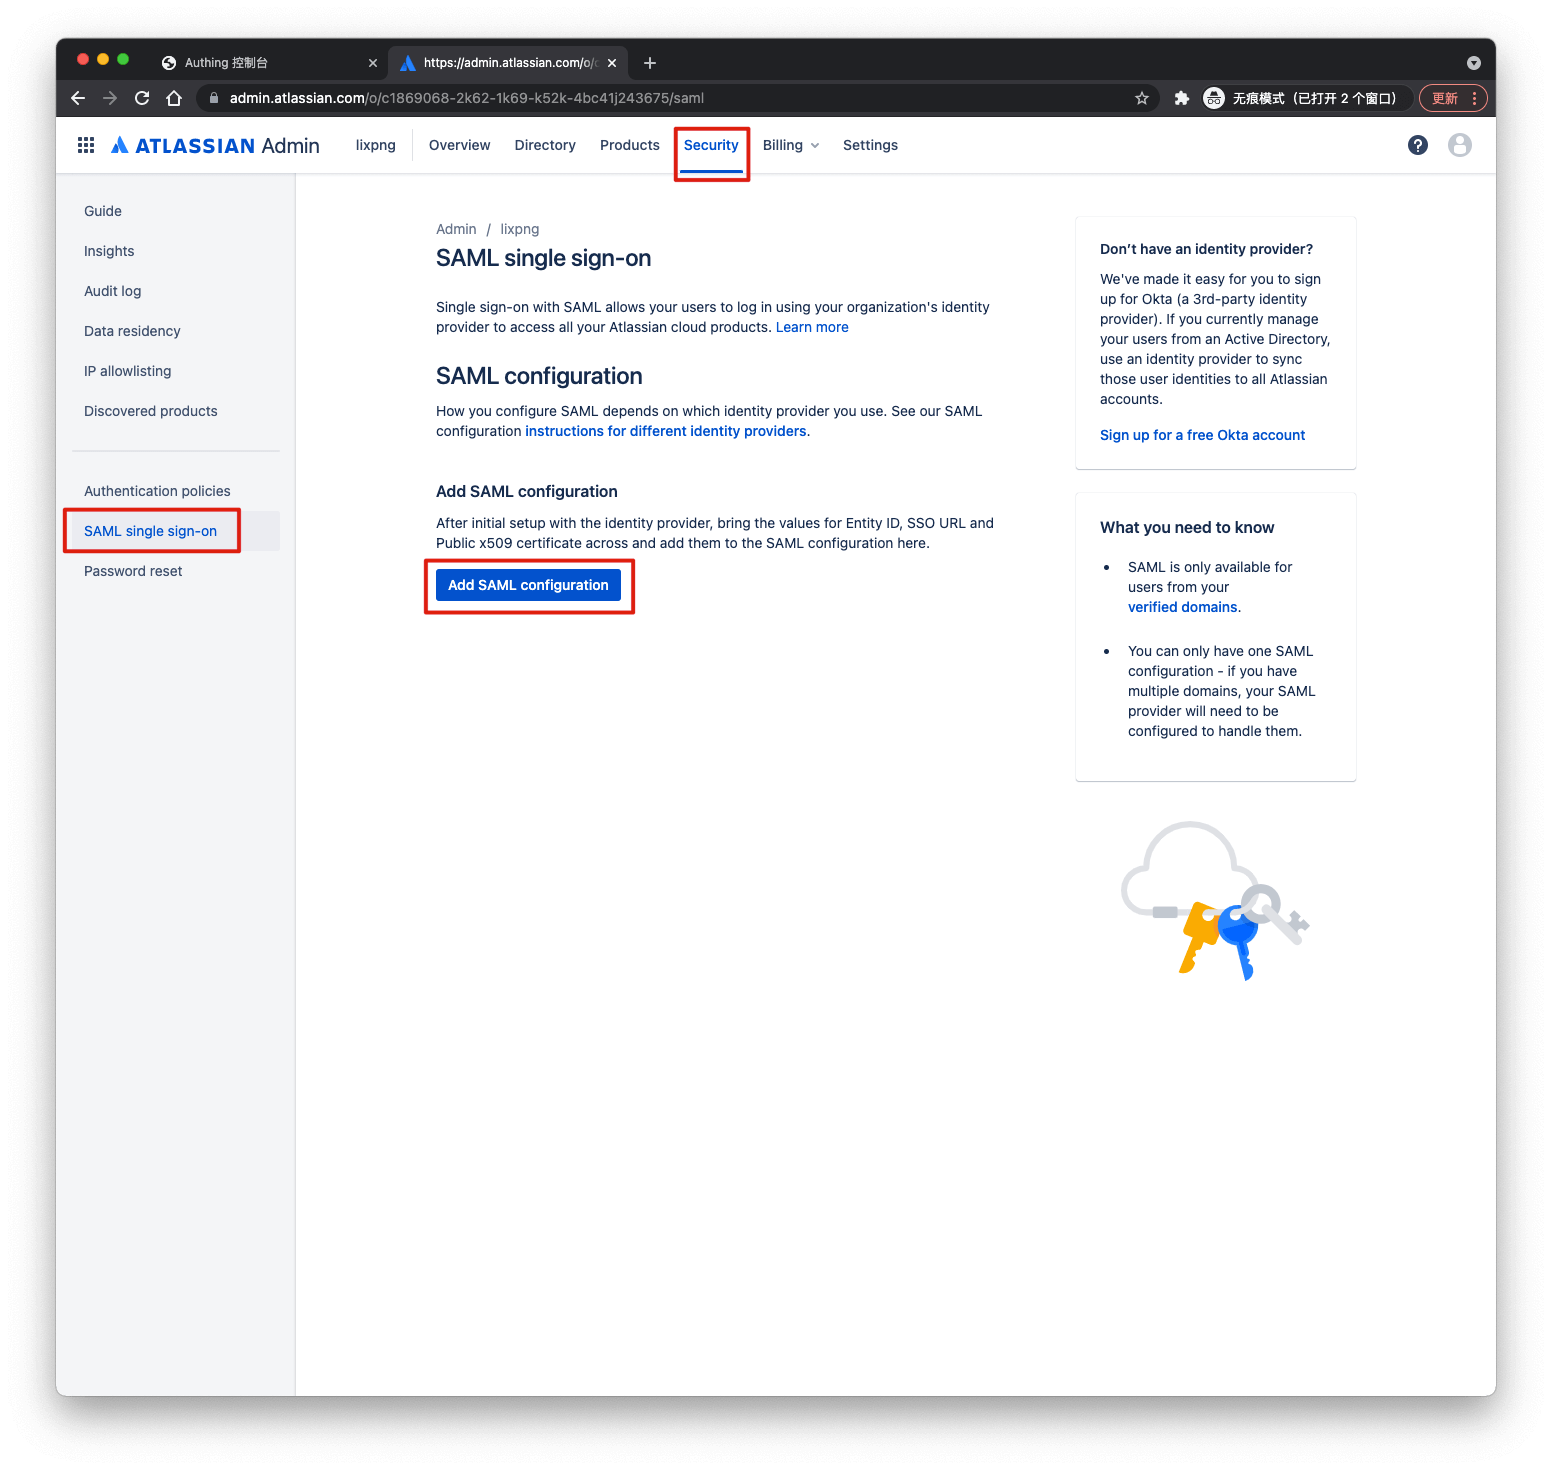 Authing 控制台
https://admin.atlassian.com/o/c
admin.atlassian.com/o/c1869068-2k62-1k69-k52k-4bc41j243675/saml
无痕模式（已打开 2 个窗口）
更新
ATLASSIAN Admin
lixpng
Overview
Directory
Products
Security
Billing
Settings
Guide
Insights
Audit log
Data residency
IP allowlisting
Discovered products
Authentication policies
SAML single sign-on
Password reset
Admin / lixpng
SAML single sign-on
Single sign-on with SAML allows your users to log in using your organization's identity
provider to access all your Atlassian cloud products. Learn more
SAML configuration
How you configure SAML depends on which identity provider you use. See our SAML
configuration instructions for different identity providers.
Add SAML configuration
After initial setup with the identity provider, bring the values for Entity ID, SSO URL and
Public x509 certificate across and add them to the SAML configuration here.
Add SAML configuration
Don’t have an identity provider?
We've made it easy for you to sign
up for Okta (a 3rd-party identity
provider). If you currently manage
your users from an Active Directory,
use an identity provider to sync
those user identities to all Atlassian
accounts.
Sign up for a free Okta account
What you need to know
• SAML is only available for
users from your
verified domains.
• You can only have one SAML
configuration - if you have
multiple domains, your SAML
provider will need to be
configured to handle them.